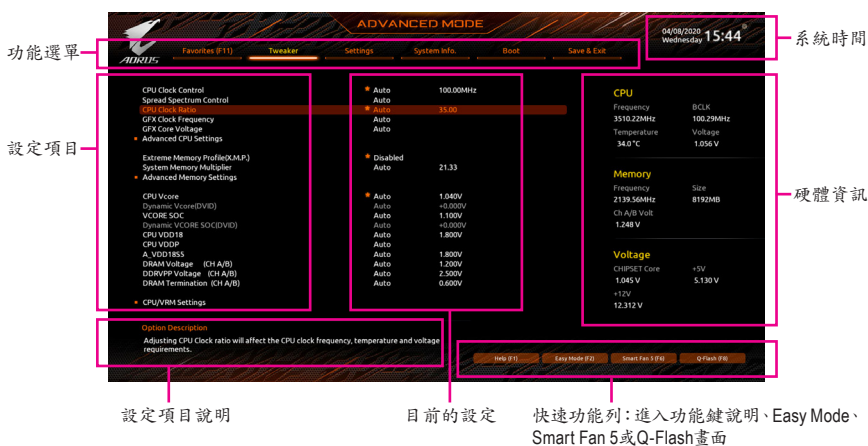 ADVANCED MODE
04/08/2020
Wednesday 15:44
系統時間
功能選單
AORUS
Favorites (F11) Tweaker Settings System Info. Boot Save & Exit
設定項目
CPU Clock Control * Auto 100.00MHz
Spread Spectrum Control Auto
CPU Clock Ratio * Auto 35.00
GFX Clock Frequency Auto
GFX Core Voltage Auto
Advanced CPU Settings
Extreme Memory Profile(X.M.P.) * Disabled
System Memory Multiplier Auto 21.33
Advanced Memory Settings
CPU Vcore * Auto 1.040V
Dynamic Vcore(DVID) Auto +0.000V
VCORE SOC Auto 1.100V
Dynamic VCORE SOC(DVID) Auto +0.000V
CPU VDD18 Auto 1.800V
CPU VDDP Auto
A_VDD18S5 Auto 1.800V
DRAM Voltage (CH A/B) Auto 1.200V
DDRVPP Voltage (CH A/B) Auto 2.500V
DRAM Termination (CH A/B) Auto 0.600V
CPU/VRM Settings
CPU
Frequency BCLK
3510.22MHz 100.29MHz
Temperature Voltage
34.0 °C 1.056 V
Memory
Frequency Size
2139.56MHz 8192MB
Ch A/B Volt
1.248 V
Voltage
CHIPSET Core +5V
1.045 V 5.130 V
+12V
12.312 V
硬體資訊
Option Description
Adjusting CPU Clock ratio will affect the CPU clock frequency, temperature and voltage
requirements.
Help (F1) Easy Mode (F2) Smart Fan 5 (F6) Q-Flash (F8)
設定項目說明
目前的設定
快速功能列：進入功能鍵說明、Easy Mode、
Smart Fan 5或Q-Flash畫面